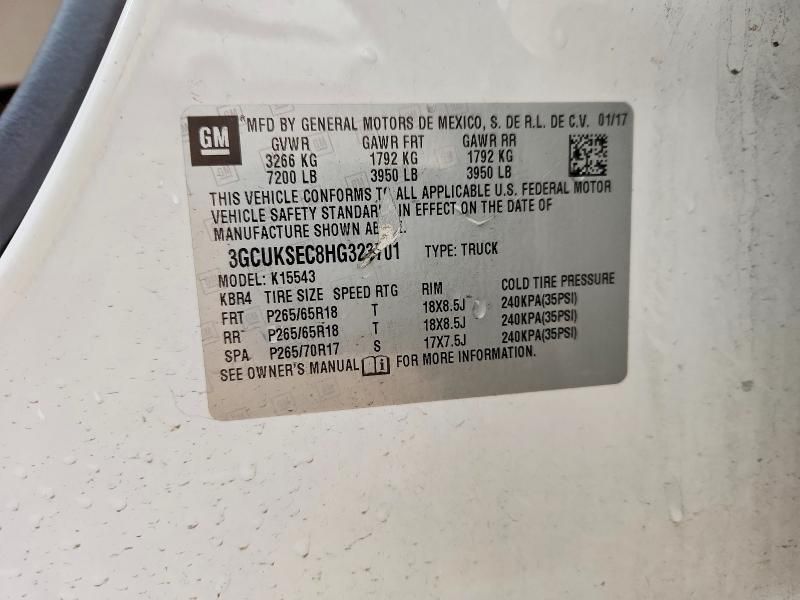 GM
MFD BY GENERAL MOTORS DE MEXICO, S. DE R.L. DE C.V. 01/17
GVWR GAWR FRT GAWR RR
3266 KG 1792 KG 1792 KG
7200 LB 3950 LB 3950 LB
THIS VEHICLE CONFORMS TO ALL APPLICABLE U.S. FEDERAL MOTOR
VEHICLE SAFETY STANDAR IN EFFECT ON THE DATE OF
MANUFACTURE SHOWN
3GCUKSEC8HG323701 TYPE: TRUCK
MODEL: K15543
KBR4 TIRE SIZE SPEED RTG RIM COLD TIRE PRESSURE
FRT P265/65R18 T 18X8.5J 240KPA(35PSI)
RR P265/65R18 T 18X8.5J 240KPA(35PSI)
SPA P265/70R17 S 17X7.5J 240KPA(35PSI)
SEE OWNER'S MANUAL FOR MORE INFORMATION.